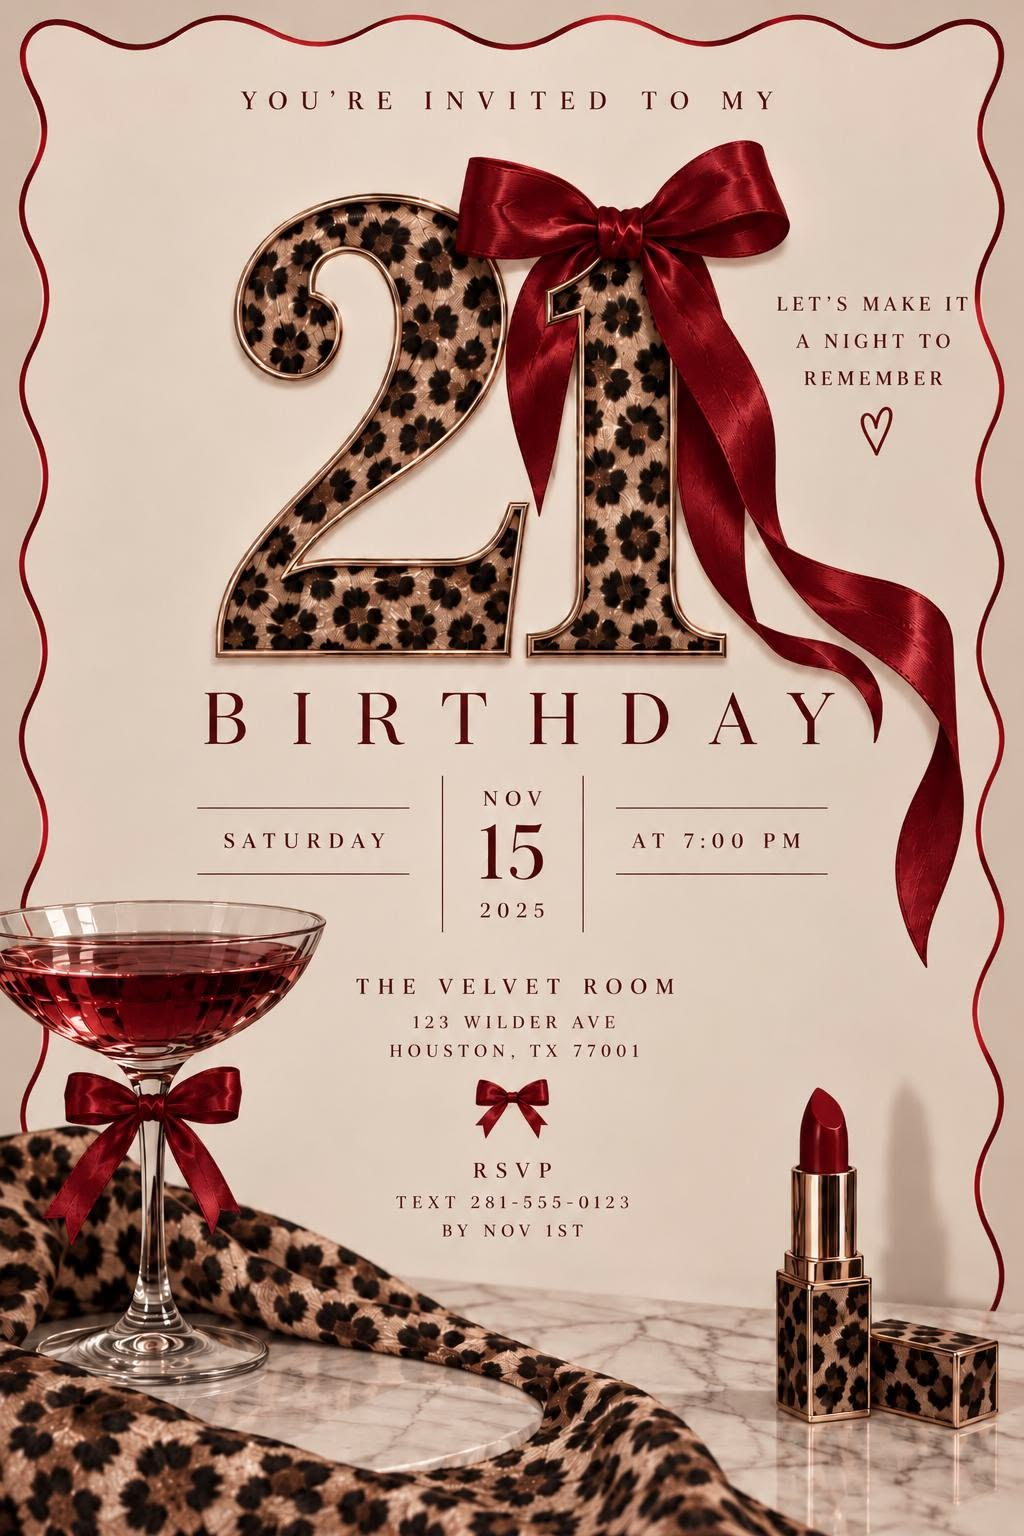 YOU'RE INVITED TO MY
21
LET'S MAKE IT
A NIGHT TO
REMEMBER
BIRTHDAY
SATURDAY
NOV
15
2025
AT 7:00 PM
THE VELVET ROOM
123 WILDER AVE
HOUSTON, TX 77001
RSVP
TEXT 281-555-0123
BY NOV 1ST